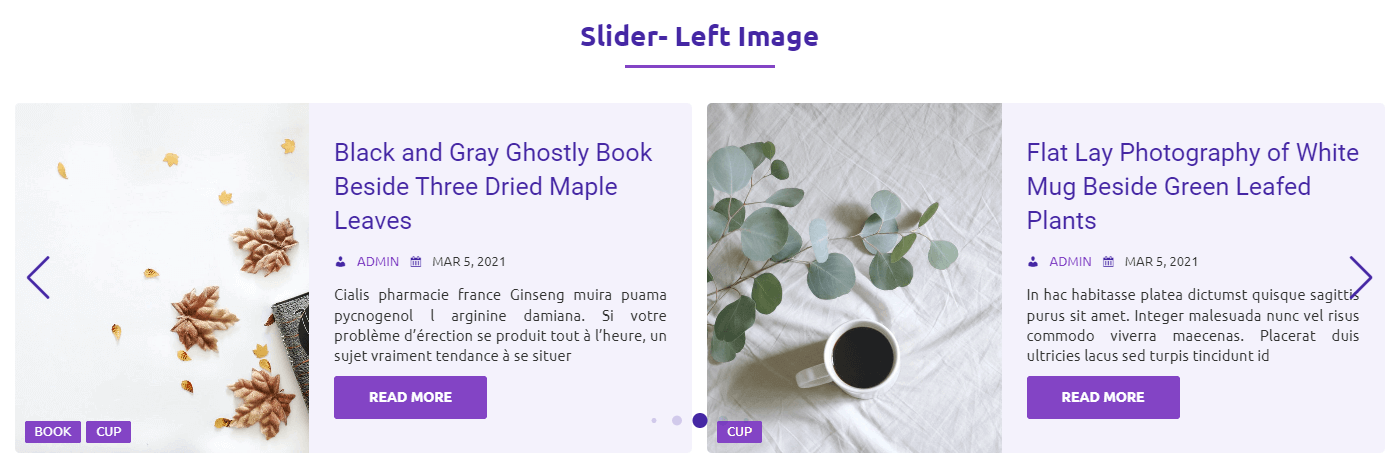 Slider- Left Image
Black and Gray Ghostly Book
Beside Three Dried Maple
Leaves
ADMIN MAR 5, 2021
Cialis pharmacie france Ginseng muira puama
pycnogenol l arginine damiana. Si votre
problème d’érection se produit tout à l’heure, un
sujet vraiment tendance à se situer
READ MORE
BOOK CUP
Flat Lay Photography of White
Mug Beside Green Leafed
Plants
ADMIN MAR 5, 2021
In hac habitasse platea dictumst quisque sagittis
purus sit amet. Integer malesuada nunc vel risus
commodo viverra maecenas. Placerat duis
ultricies lacus sed turpis tincidunt id
READ MORE
CUP